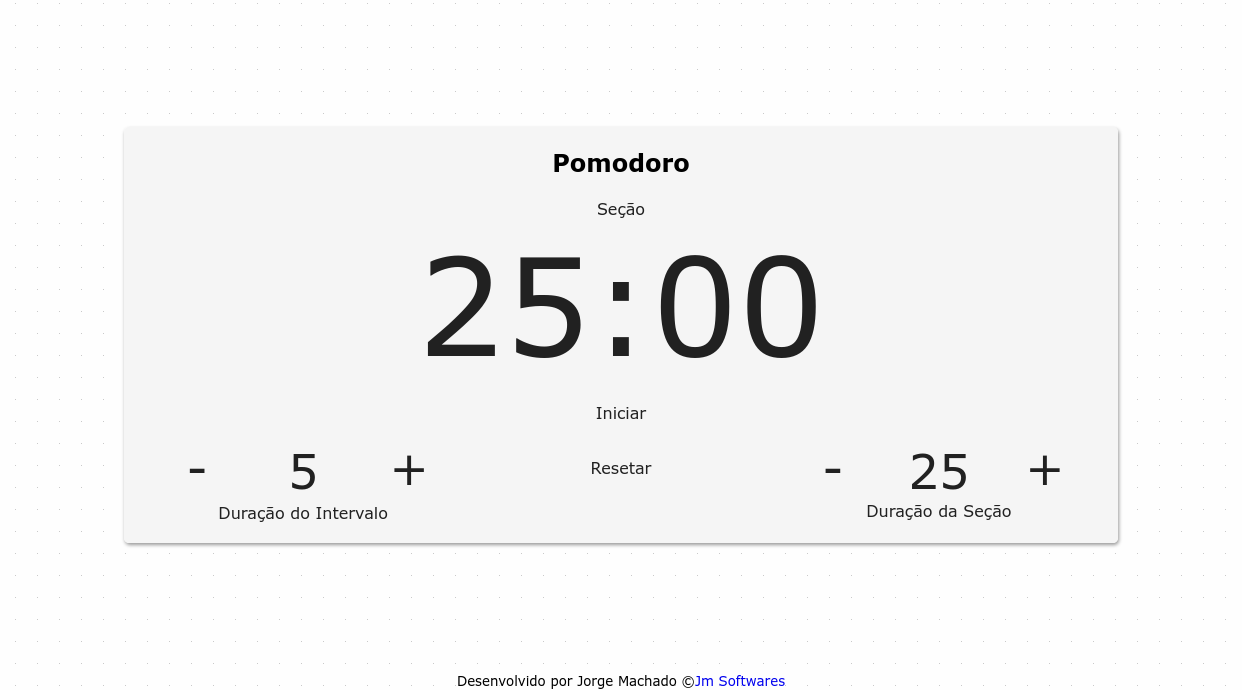 Pomodoro
Seção
25:00
Iniciar
- 5 + Resetar - 25 +
Duração do Intervalo Duração da Seção
Desenvolvido por Jorge Machado ©Jm Softwares